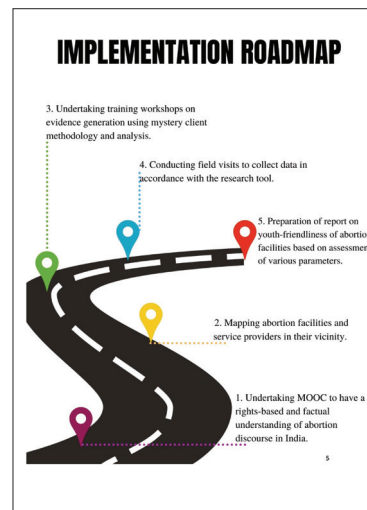 IMPLEMENTATION ROADMAP
3. Undertaking training workshops on
evidence generation using mystery client
methodology and analysis.
4. Conducting field visits to collect data in
accordance with the research tool.
5. Preparation of report on
youth-friendliness of abortio
facilities based on assessmen
of various parameters.
2. Mapping abortion facilities and
service providers in their vicinity.
1. Undertaking MOOC to have a
rights-based and factual
understanding of abortion
discourse in India.
5